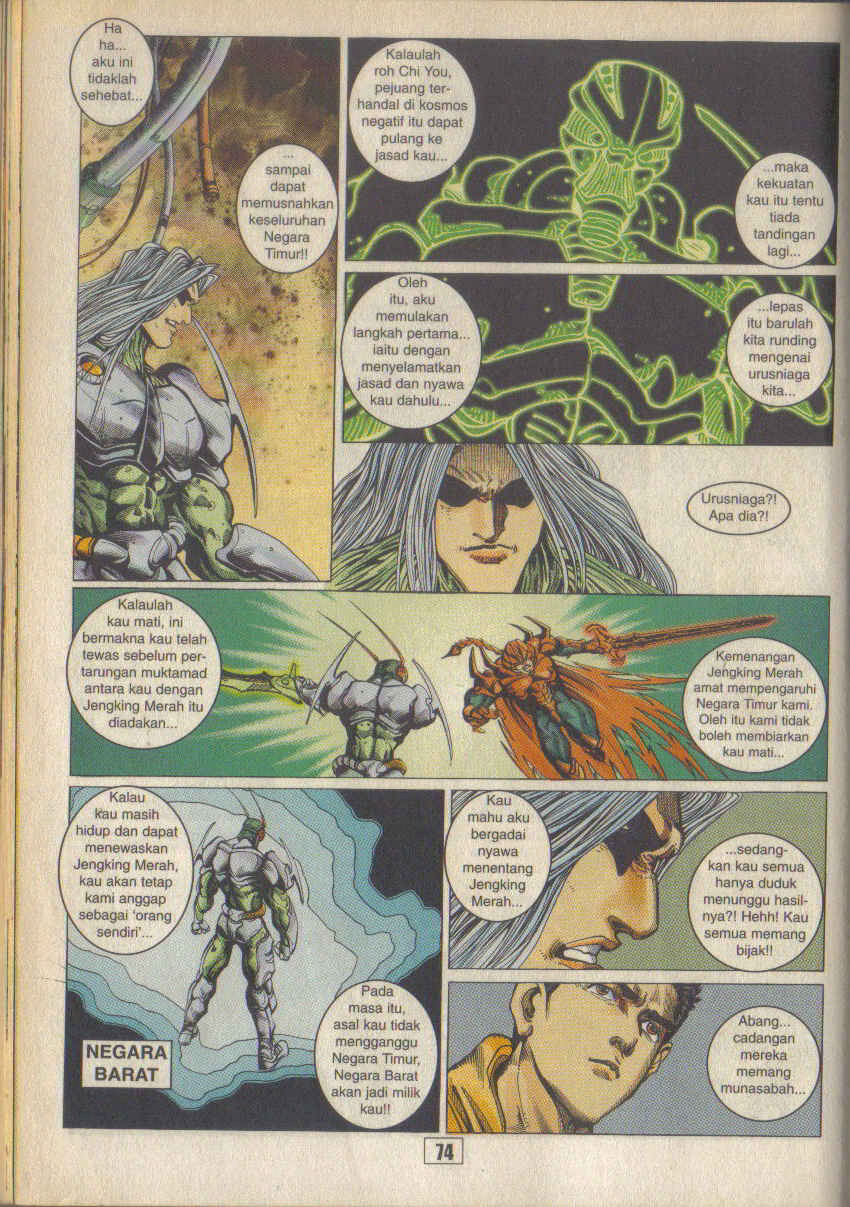 Ha
ha...
aku ini
tidaklah
sehebat...
...
sampai
dapat
memusnahkan
keseluruhan
Negara
Timur!!
Kalaulah
roh Chi You,
pejuang ter-
handal di kosmos
negatif itu dapat
pulang ke
jasad kau...
...maka
kekuatan
kau itu tentu
tiada
tandingan
lagi...
Oleh
itu, aku
memulakan
langkah pertama...
iaitu dengan
menyelamatkan
jasad dan nyawa
kau dahulu...
...lepas
itu barulah
kita runding
mengenai
urusniaga
kita...
Urusniaga?!
Apa dia?!
Kalaulah
kau mati, ini
bermakna kau telah
tewas sebelum per-
tarungan muktamad
antara kau dengan
Jengking Merah itu
diadakan...
Kemenangan
Jengking Merah
amat mempengaruhi
Negara Timur kami.
Oleh itu kami tidak
boleh membiarkan
kau mati...
Kalau
kau masih
hidup dan dapat
menewaskan
Jengking Merah,
kau akan tetap
kami anggap
sebagai ‘orang
sendiri’...
Pada
masa itu,
asal kau tidak
mengganggu
Negara Timur,
Negara Barat
akan jadi milik
kau!!
NEGARA
BARAT
Kau
mahu aku
bergadai
nyawa
menentang
Jengking
Merah...
...sedang-
kan kau semua
hanya duduk
menunggu hasil-
nya?! Hehh! Kau
semua memang
bijak!!
Abang...
cadangan
mereka
memang
munasabah...
74